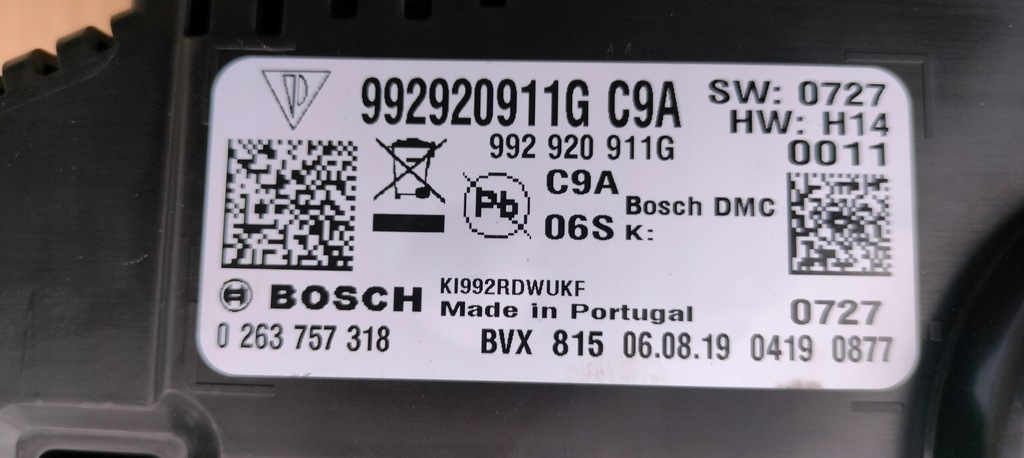 992920911G C9A
SW: 0727
HW: H14
992 920 911G
0011
C9A
Pb
Bosch DMC
06S K:
KI992RDWUKF
BOSCH
Made in Portugal
0727
0 263 757 318
BVX 815 06.08.19 0419 0877